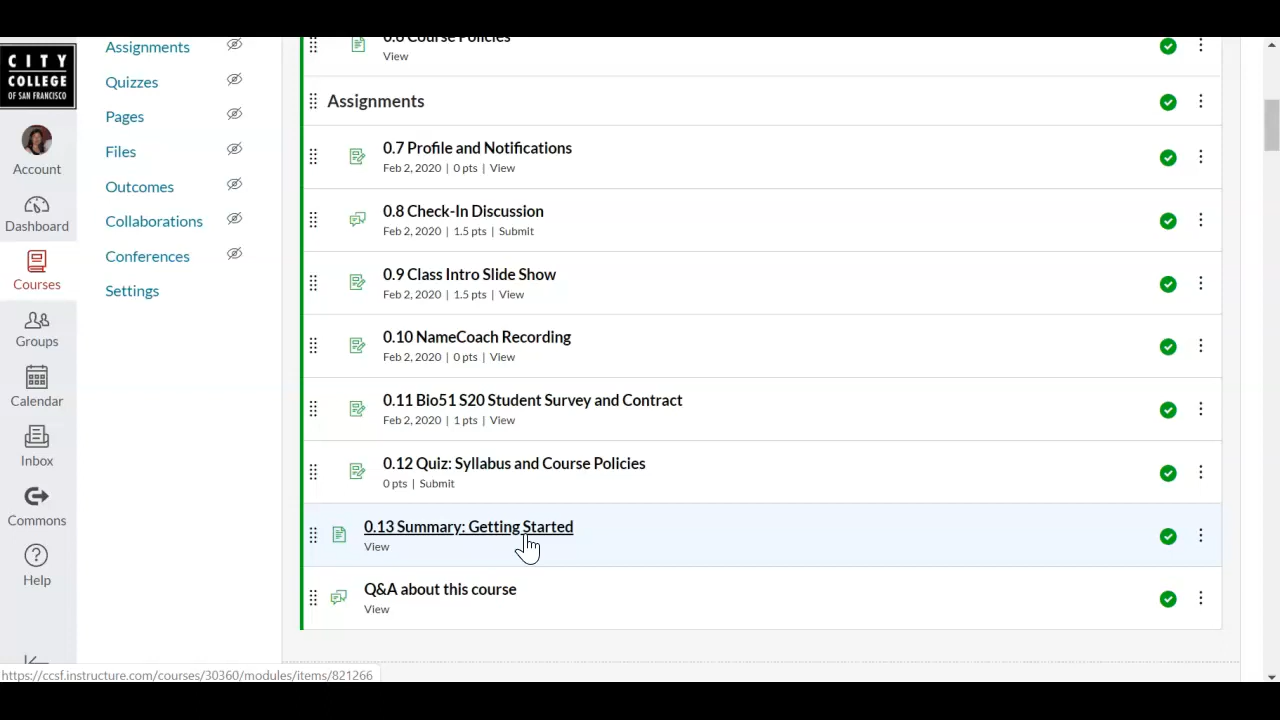 CITY
COLLEGE
OF SAN FRANCISCO
Account
Dashboard
Courses
Groups
Calendar
Inbox
Commons
Help
Assignments
Quizzes
Pages
Files
Outcomes
Collaborations
Conferences
Settings
0.6 Course Policies
View
Assignments
0.7 Profile and Notifications
Feb 2, 2020 | 0 pts | View
0.8 Check-In Discussion
Feb 2, 2020 | 1.5 pts | Submit
0.9 Class Intro Slide Show
Feb 2, 2020 | 1.5 pts | View
0.10 NameCoach Recording
Feb 2, 2020 | 0 pts | View
0.11 Bio51 S20 Student Survey and Contract
Feb 2, 2020 | 1 pts | View
0.12 Quiz: Syllabus and Course Policies
0 pts | Submit
0.13 Summary: Getting Started
View
Q&A about this course
View
https://ccsf.instructure.com/courses/30360/modules/items/821266